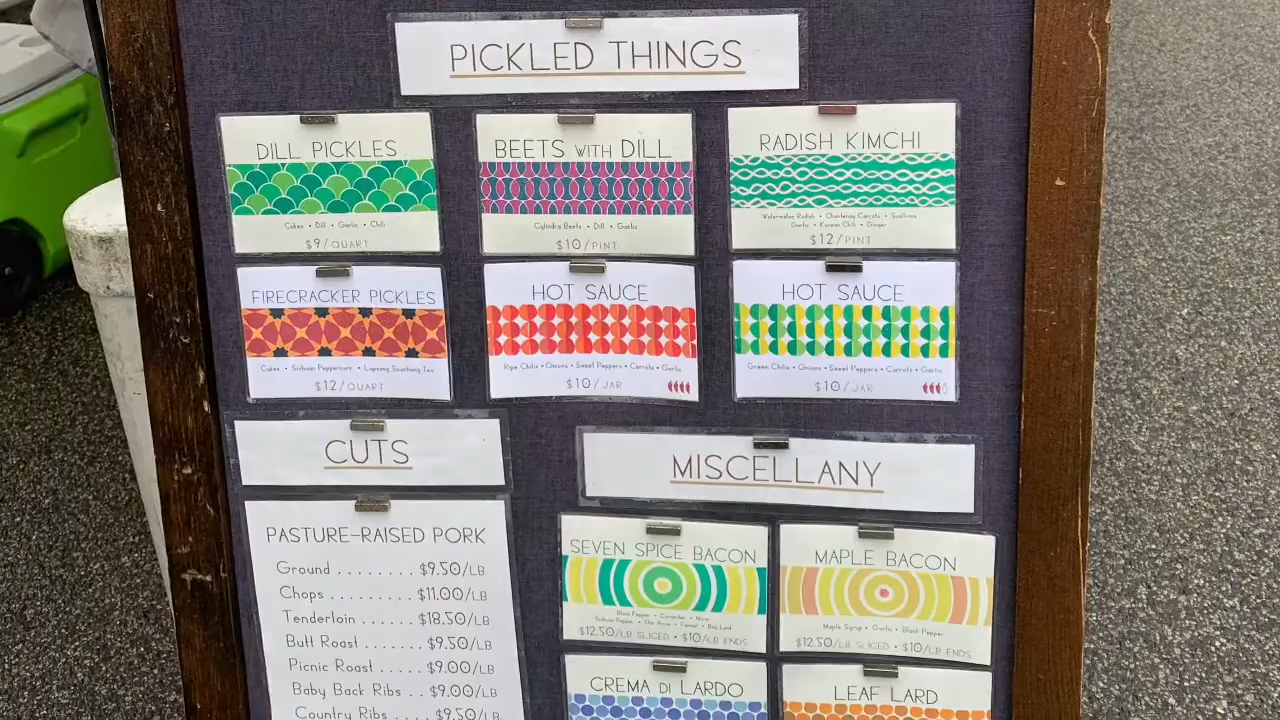 PICKLED THINGS
DILL PICKLES
Cukes • Dill • Garlic • Chili
$9/QUART
BEETS WITH DILL
Cylindra Beets • Dill • Garlic
$10/PINT
RADISH KIMCHI
Watermelon Radish • Chantenay Carrots • Scallions
Garlic • Korean Chili • Ginger
$12/PINT
FIRECRACKER PICKLES
Cukes • Sichuan Peppercorn • Lapsang Souchong Tea
$12/QUART
HOT SAUCE
Ripe Chilis • Onions • Sweet Peppers • Carrots • Garlic
$10/JAR
HOT SAUCE
Green Chilis • Onions • Sweet Peppers • Carrots • Garlic
$10/JAR
CUTS
PASTURE-RAISED PORK
Ground . . . . . . . . $9.50/LB
Chops . . . . . . . . . $11.00/LB
Tenderloin . . . . . $18.50/LB
Butt Roast . . . . . $9.50/LB
Picnic Roast . . . . $9.00/LB
Baby Back Ribs . . $9.00/LB
Country Ribs . . . . $9.50/LB
MISCELLANY
SEVEN SPICE BACON
Black Pepper • Coriander • Mace
Sichuan Pepper • Star Anise • Fennel • Bay Leaf
$12.50/LB SLICED • $10/LB ENDS
MAPLE BACON
Maple Syrup • Garlic • Black Pepper
$12.50/LB SLICED • $10/LB ENDS
CREMA DI LARDO
LEAF LARD